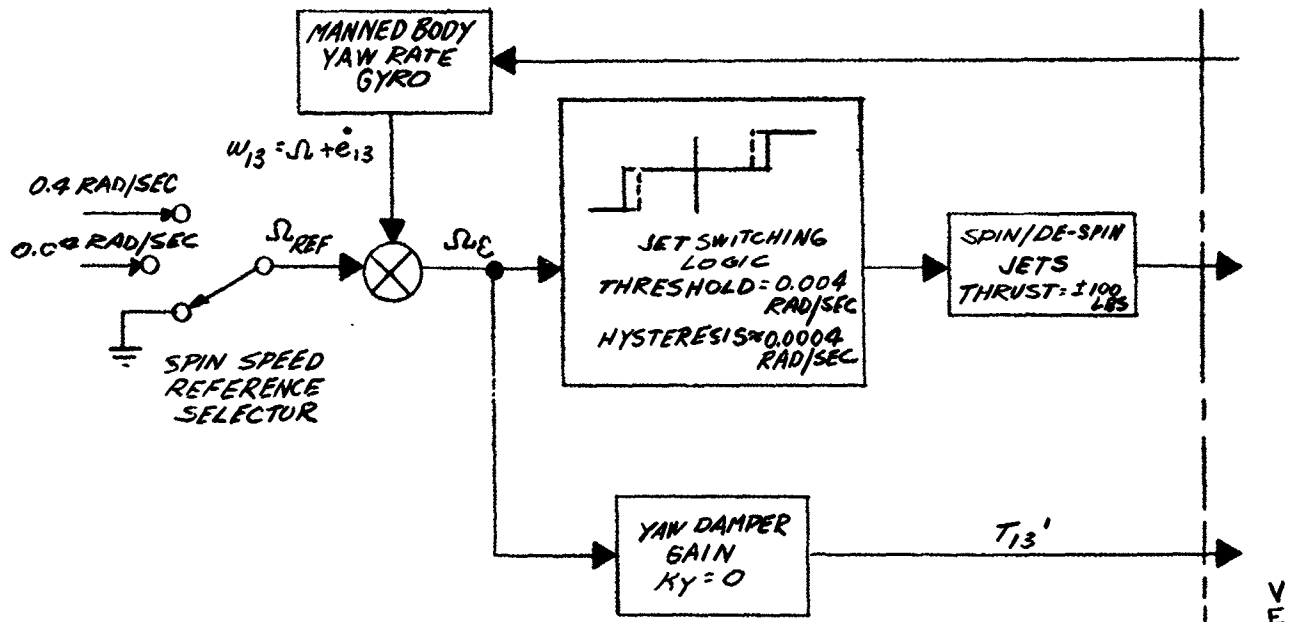 MANNED BODY
YAW RATE
GYRO
ω13 = Ω + ė13
0.4 RAD/SEC
RAD/SEC
ΩREF
Ωε
SPIN SPEED
REFERENCE
SELECTOR
JET SWITCHING
LOGIC
THRESHOLD = 0.004
RAD/SEC
HYSTERESIS≈0.0004
RAD/SEC
SPIN/DE-SPIN
JETS
THRUST = ±100
LBS
YAW DAMPER
GAIN
KY = 0
T13'
V
E